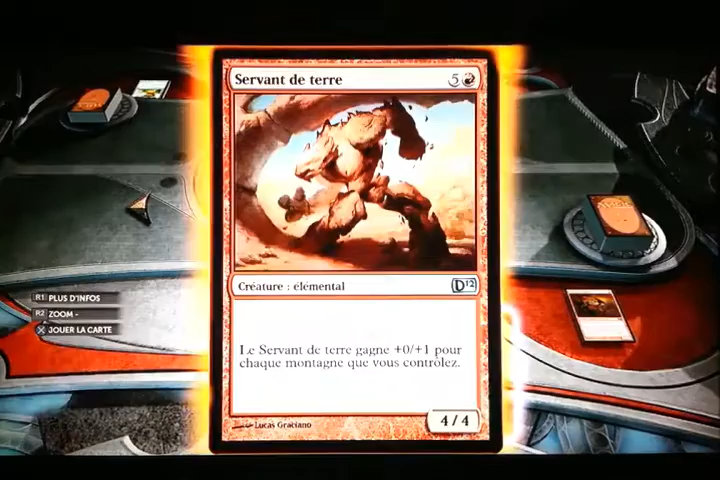 Servant de terre 5
Créature : élémental D12
Le Servant de terre gagne +0/+1 pour
chaque montagne que vous contrôlez.
Lucas Graciano
4/4
R1 PLUS D'INFOS
R2 ZOOM -
JOUER LA CARTE